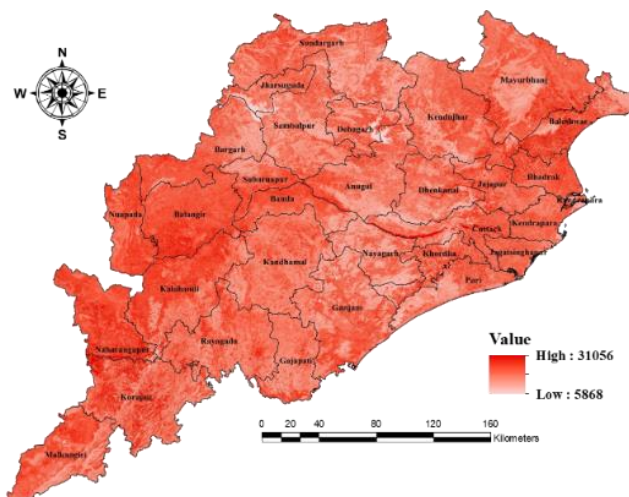 Sundargarh
N
W E
S
Jharsuguda
Mayurbhanj
Sambalpur
Debagarh
Kendujhar
Baleshwar
Bargarh
Subarnapur
Anugul
Dhenkanal
Jajapur
Bhadrak
Nuapada
Balangir
Bauda
Cuttack
Kendrapara
Kandhamal
Nayagarh
Khordha
Jagatsinghapur
Puri
Kalahandi
Ganjam
Rayagada
Gajapati
Nabarangapur
Koraput
Malkangiri
Value
High : 31056
Low : 5868
0 20 40 80 120 160
Kilometers